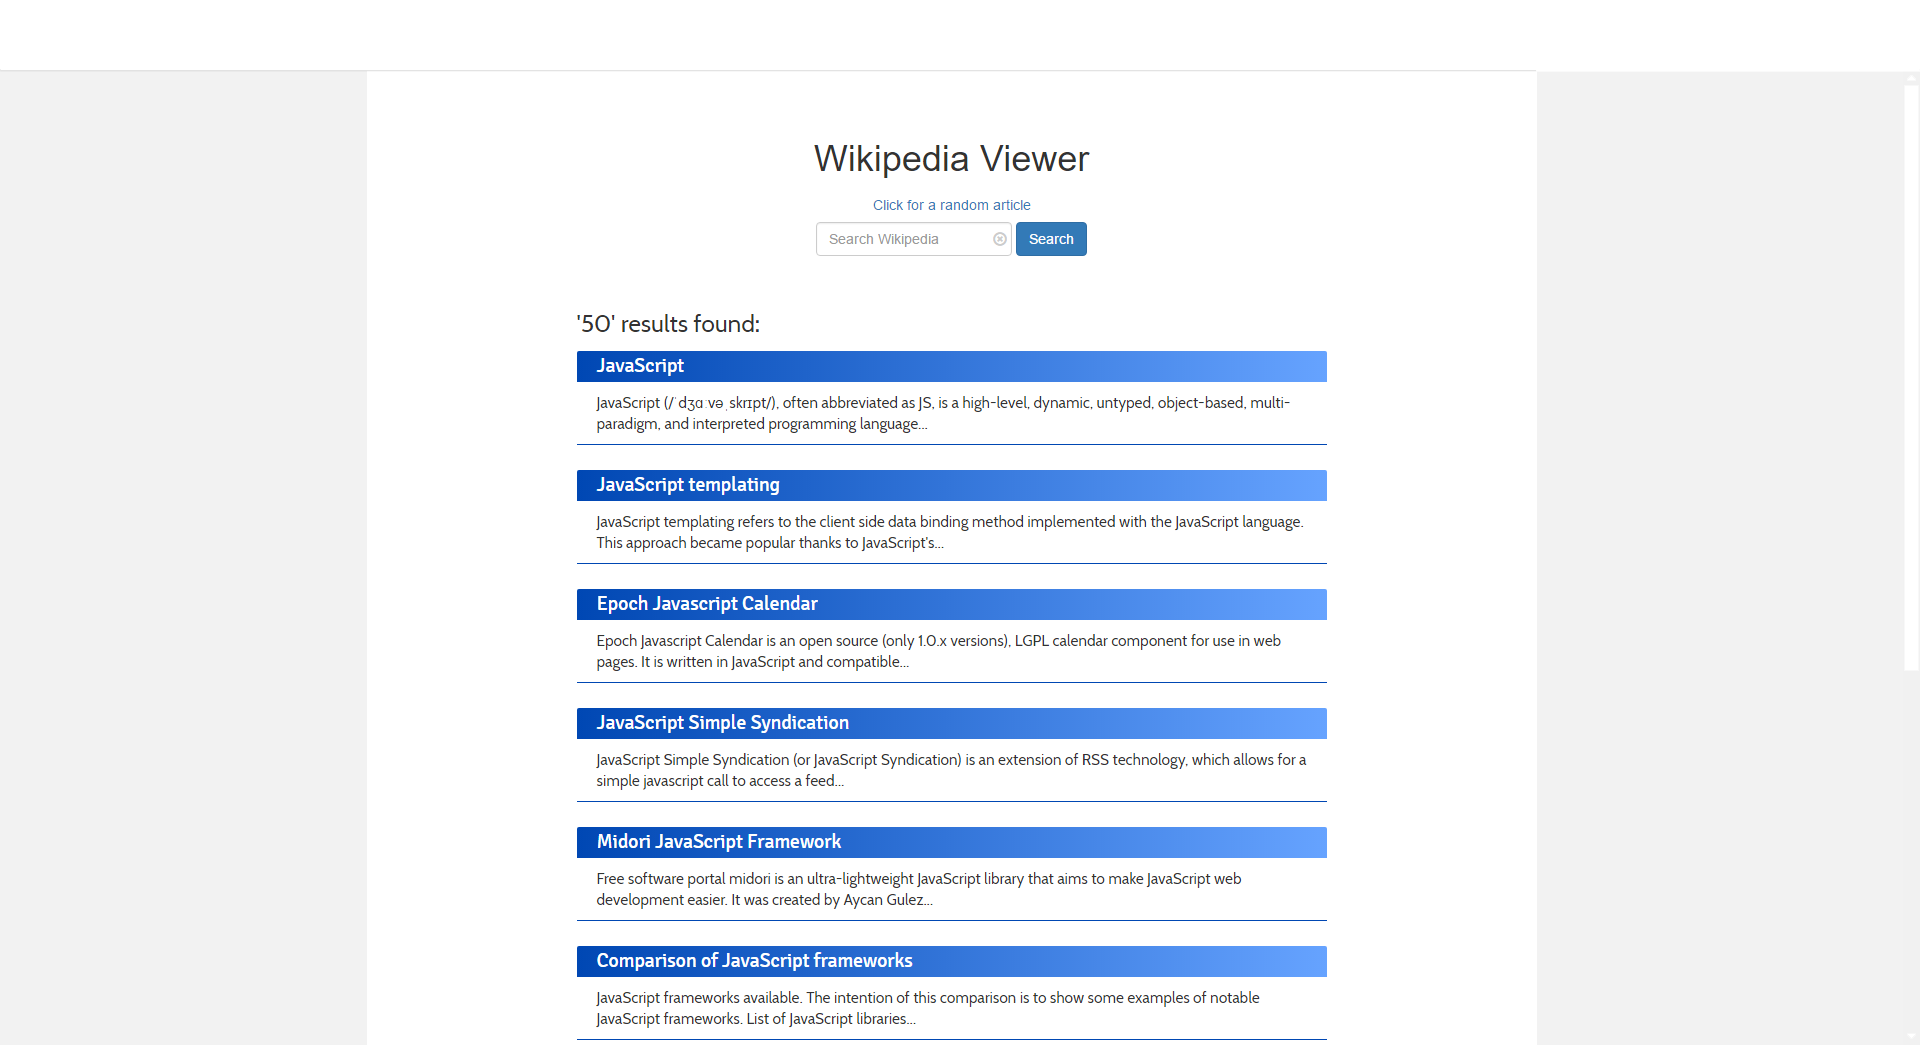 Wikipedia Viewer
Click for a random article
Search Wikipedia
Search
'50' results found:
JavaScript
JavaScript (/ˈdʒɑːvəˌskrɪpt/), often abbreviated as JS, is a high-level, dynamic, untyped, object-based, multi-
paradigm, and interpreted programming language...
JavaScript templating
JavaScript templating refers to the client side data binding method implemented with the JavaScript language.
This approach became popular thanks to JavaScript's...
Epoch Javascript Calendar
Epoch Javascript Calendar is an open source (only 1.0.x versions), LGPL calendar component for use in web
pages. It is written in JavaScript and compatible...
JavaScript Simple Syndication
JavaScript Simple Syndication (or JavaScript Syndication) is an extension of RSS technology, which allows for a
simple javascript call to access a feed...
Midori JavaScript Framework
Free software portal midori is an ultra-lightweight JavaScript library that aims to make JavaScript web
development easier. It was created by Aycan Gulez...
Comparison of JavaScript frameworks
JavaScript frameworks available. The intention of this comparison is to show some examples of notable
JavaScript frameworks. List of JavaScript libraries...